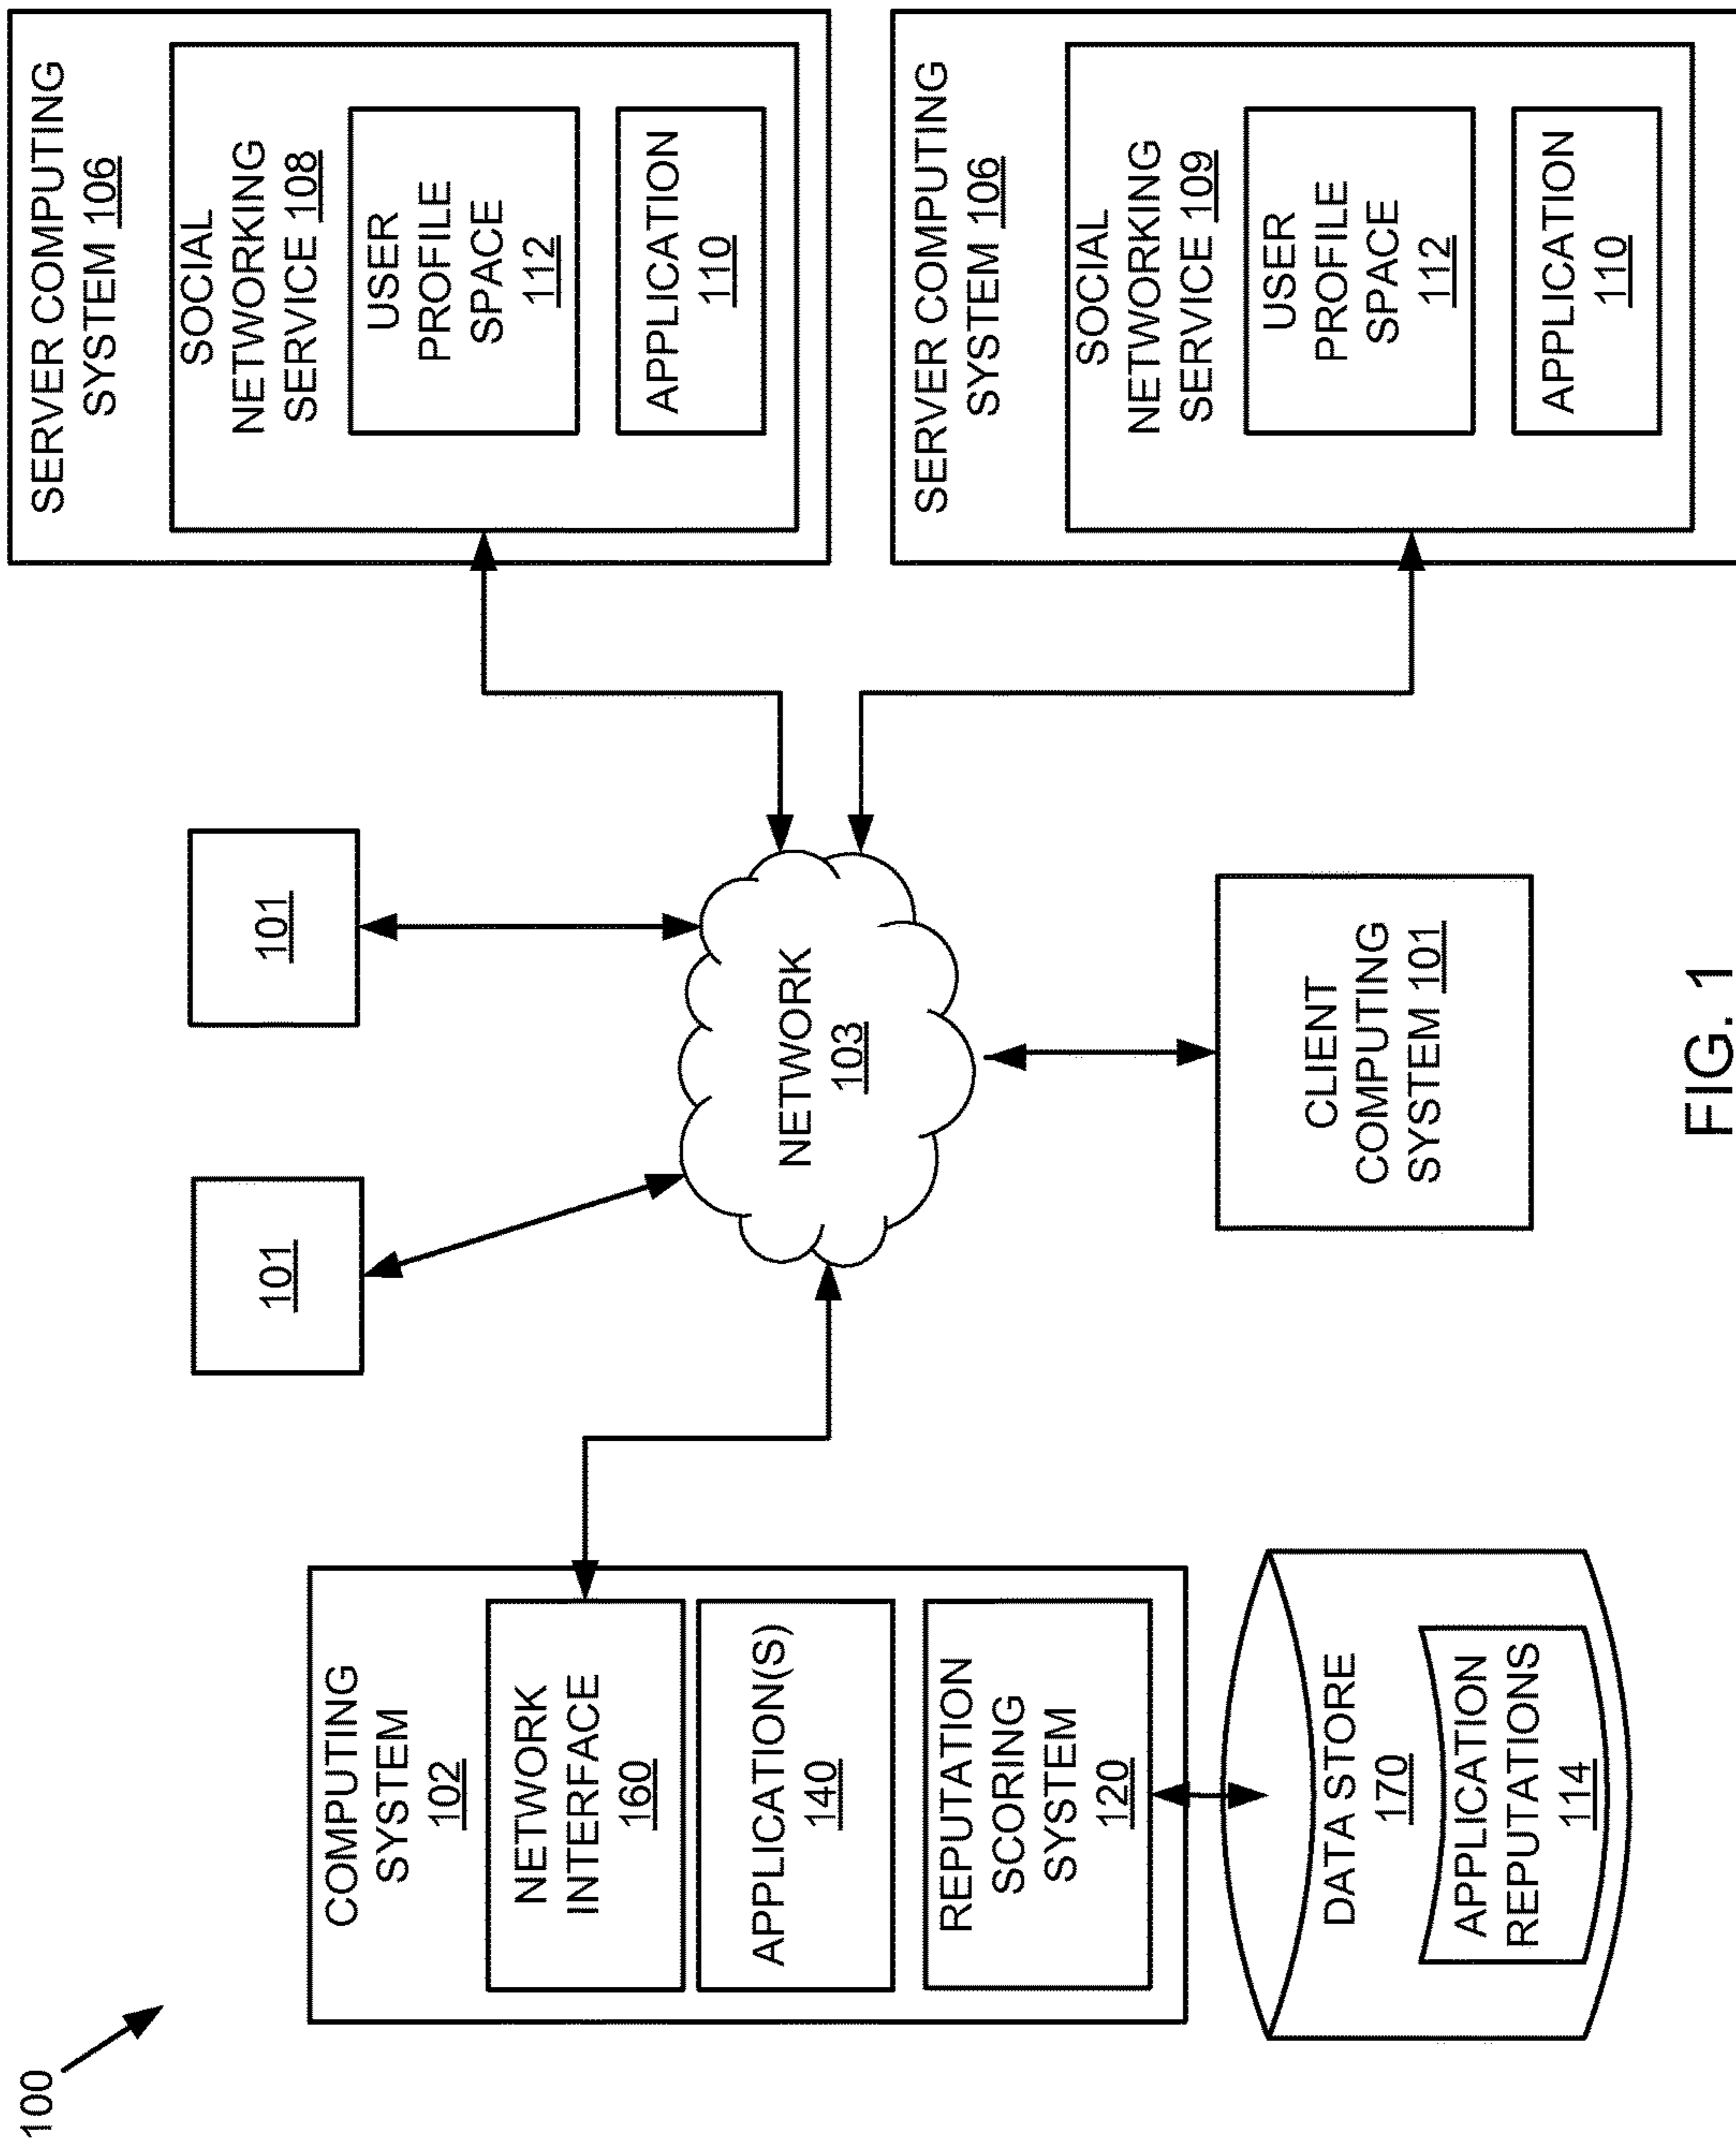 100
COMPUTING
SYSTEM
102
NETWORK
INTERFACE
160
APPLICATION(S)
140
REPUTATION
SCORING
SYSTEM
120
DATA STORE
170
APPLICATION
REPUTATIONS
114
101
101
NETWORK
103
CLIENT
COMPUTING
SYSTEM 101
SERVER COMPUTING
SYSTEM 106
SOCIAL
NETWORKING
SERVICE 108
USER
PROFILE
SPACE
112
APPLICATION
110
SERVER COMPUTING
SYSTEM 106
SOCIAL
NETWORKING
SERVICE 109
USER
PROFILE
SPACE
112
APPLICATION
110
FIG. 1